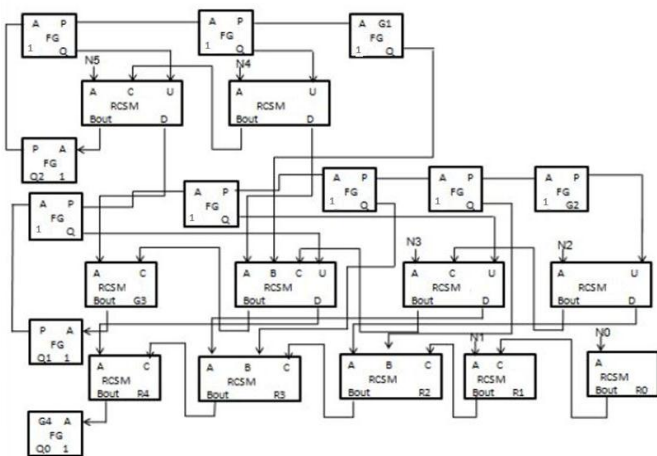 A P A P A G1
FG FG FG
1 Q 1 Q 1 Q
N5 N4
A C U A U
RCSM RCSM
Bout D Bout D
P A
FG
Q2 1
A P A P A P A P A P
FG FG FG FG FG
1 Q 1 Q 1 Q 1 Q 1 G2
N3 N2
A C A B C U A C U A U
RCSM RCSM RCSM RCSM
Bout G3 Bout D Bout D Bout D
P A
FG
Q1 1
N1 N0
A C A B C A B C A C A
RCSM RCSM RCSM RCSM RCSM
Bout R4 Bout R3 Bout R2 Bout R1 Bout R0
G4 A
FG
Q0 1